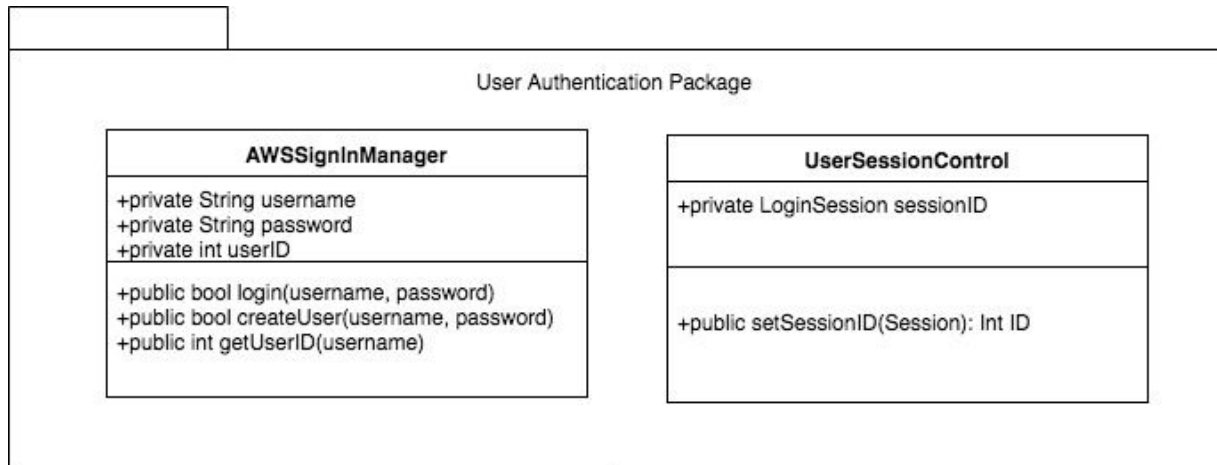 User Authentication Package
AWSSignInManager
+private String username
+private String password
+private int userID
+public bool login(username, password)
+public bool createUser(username, password)
+public int getUserID(username)
UserSessionControl
+private LoginSession sessionID
+public setSessionID(Session): Int ID